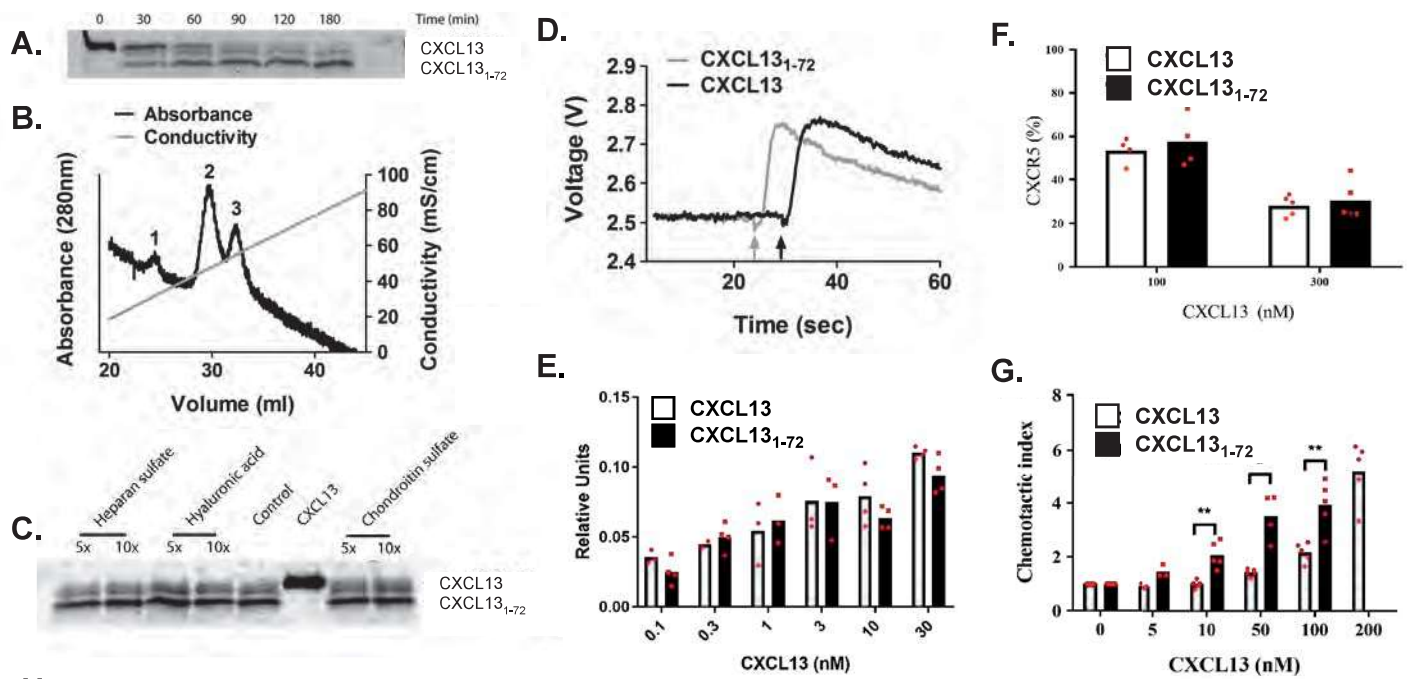 A.
0 30 60 90 120 180 Time (min)
CXCL13
CXCL13₁₋₇₂
B.
Absorbance
Conductivity
Absorbance (280nm)
1
2
3
100
80
60
40
20
0
Conductivity (mS/cm)
20 30 40
Volume (ml)
C.
Heparan sulfate
Hyaluronic acid
Control
CXCL13
Chondroitin sulfate
5x 10x 5x 10x 5x 10x
CXCL13
CXCL13₁₋₇₂
D.
CXCL13₁₋₇₂
CXCL13
Voltage (V)
2.9
2.8
2.7
2.6
2.5
2.4
0 20 40 60
Time (sec)
E.
CXCL13
CXCL13₁₋₇₂
Relative Units
0.15
0.10
0.05
0.00
0.1 0.3 1 3 10 30
CXCL13 (nM)
F.
CXCL13
CXCL13₁₋₇₂
CXCR5 (%)
100
80
60
40
20
0
100 300
CXCL13 (nM)
G.
CXCL13
CXCL13₁₋₇₂
Chemotactic index
8
6
4
2
0
**
**
0 5 10 50 100 200
CXCL13 (nM)